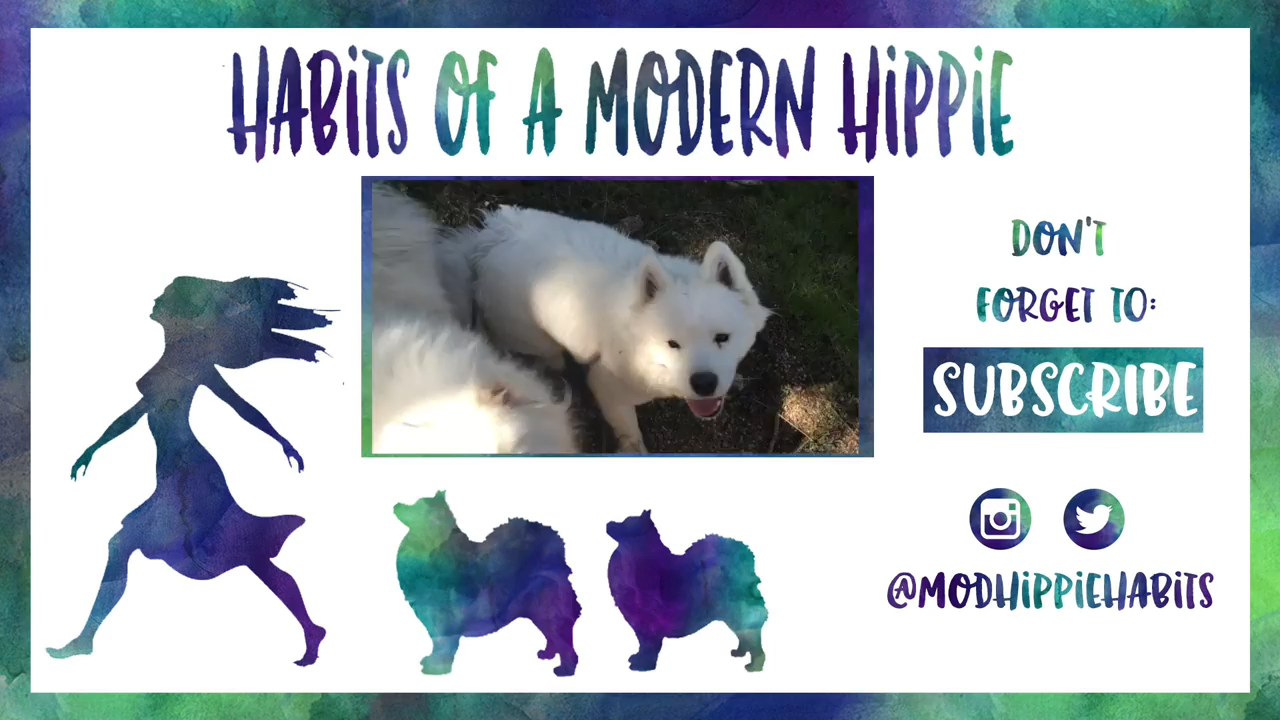 HABITS OF A MODERN HIPPIE
DON'T
FORGET TO:
SUBSCRIBE
@MODHIPPIEHABITS